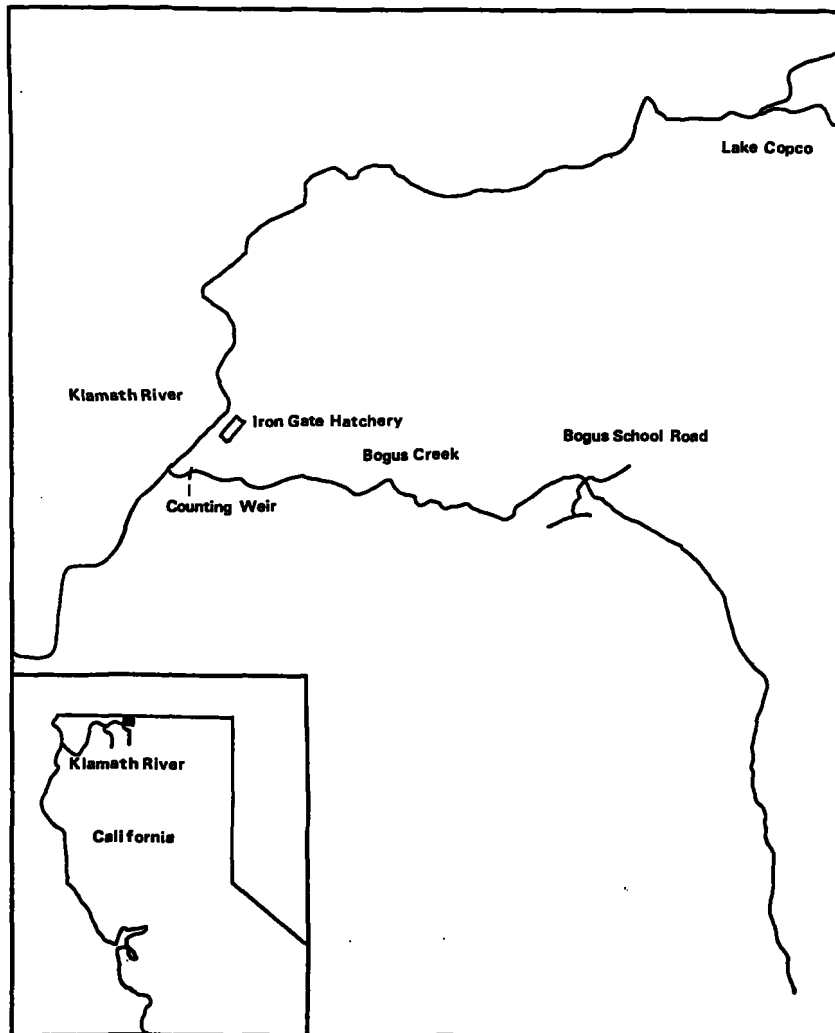 Lake Copco
Klamath River
Iron Gate Hatchery
Bogus School Road
Bogus Creek
Counting Weir
Klamath River
California